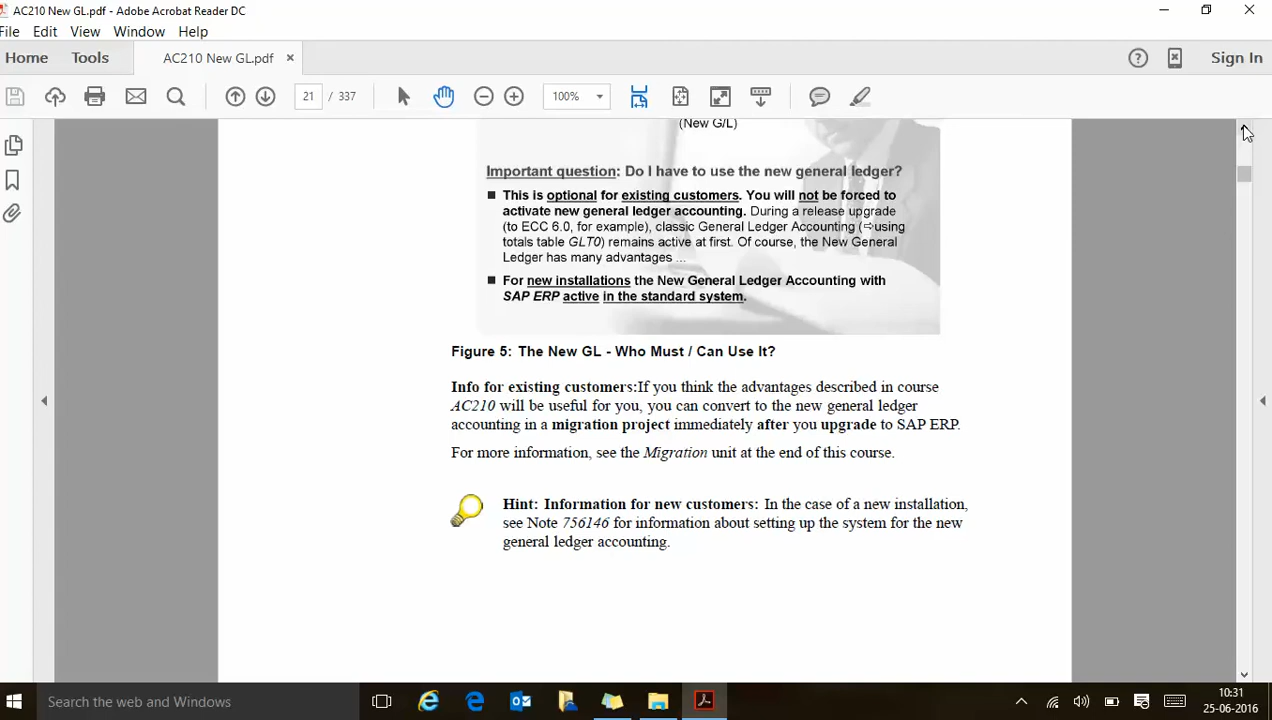 AC210 New GL.pdf - Adobe Acrobat Reader DC
File Edit View Window Help
Home Tools AC210 New GL.pdf × Sign In
21 / 337 100%
(New G/L)
Important question: Do I have to use the new general ledger?
■ This is optional for existing customers. You will not be forced to
activate new general ledger accounting. During a release upgrade
(to ECC 6.0, for example), classic General Ledger Accounting (⇨using
totals table GLT0) remains active at first. Of course, the New General
Ledger has many advantages ...
■ For new installations the New General Ledger Accounting with
SAP ERP active in the standard system.
Figure 5: The New GL - Who Must / Can Use It?
Info for existing customers:If you think the advantages described in course
AC210 will be useful for you, you can convert to the new general ledger
accounting in a migration project immediately after you upgrade to SAP ERP.
For more information, see the Migration unit at the end of this course.
Hint: Information for new customers: In the case of a new installation,
see Note 756146 for information about setting up the system for the new
general ledger accounting.
Search the web and Windows
10:31
25-06-2016